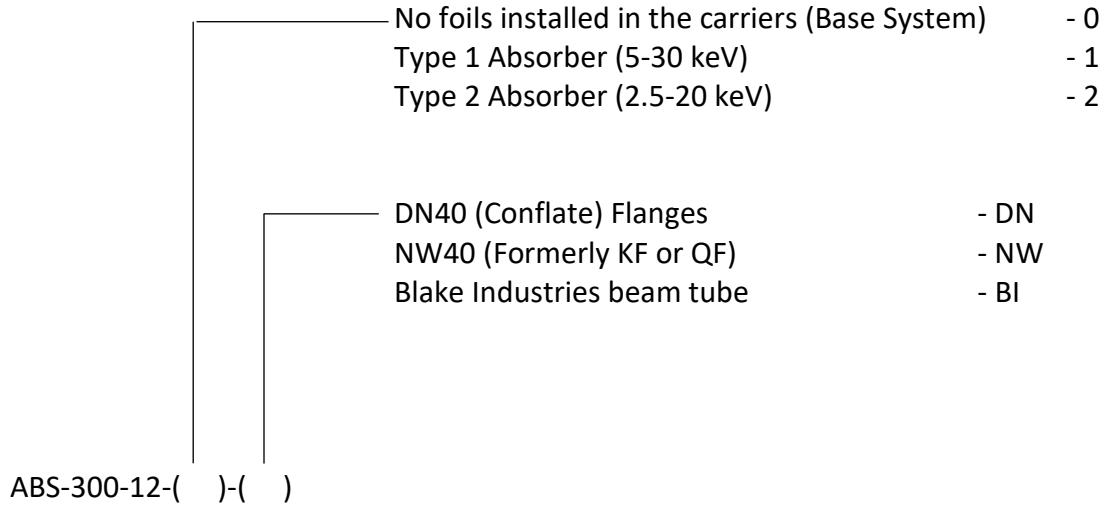 No foils installed in the carriers (Base System) - 0
Type 1 Absorber (5-30 keV) - 1
Type 2 Absorber (2.5-20 keV) - 2
DN40 (Conflate) Flanges - DN
NW40 (Formerly KF or QF) - NW
Blake Industries beam tube - BI
ABS-300-12-( )-( )